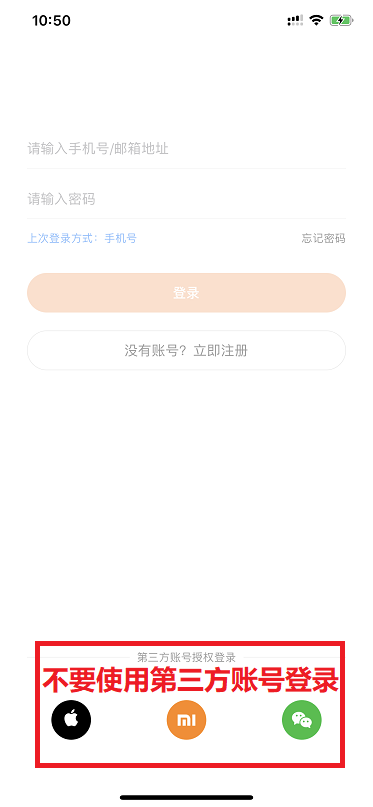 10:50
请输入手机号/邮箱地址
请输入密码
上次登录方式：手机号
忘记密码
登录
没有账号？立即注册
第三方账号授权登录
不要使用第三方账号登录
mi